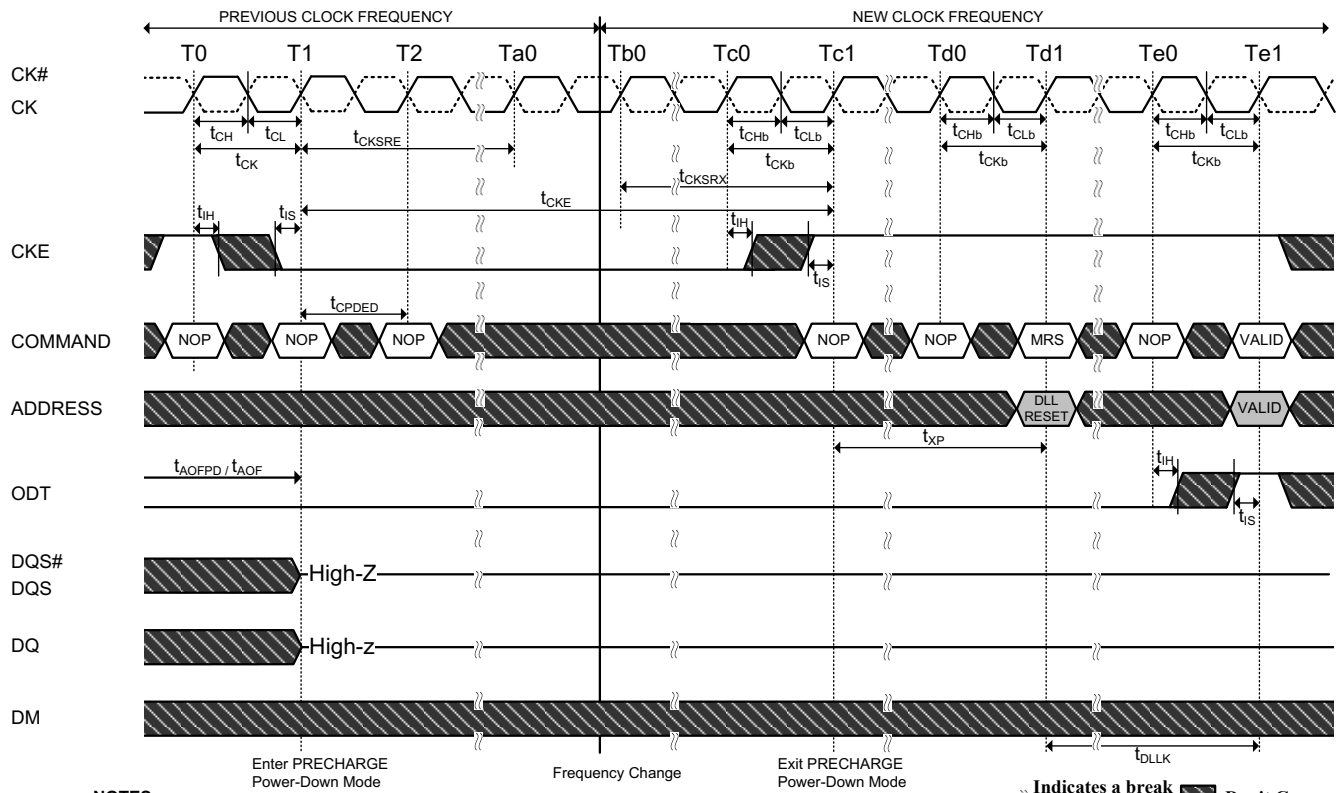 PREVIOUS CLOCK FREQUENCY NEW CLOCK FREQUENCY
T0 T1 T2 Ta0 Tb0 Tc0 Tc1 Td0 Td1 Te0 Te1
CK#
CK
tCH tCL tCHb tCLb tCHb tCLb tCHb tCLb
tCK tCKSRE tCKb tCKb tCKb
tCKSRX
tCKE
tIH tIS tIH
CKE
tIS
tCPDED
COMMAND NOP NOP NOP NOP NOP MRS NOP VALID
ADDRESS DLL RESET VALID
tXP
tAOFPD / tAOF tIH
ODT
tIS
DQS#
DQS High-Z
DQ High-z
DM
tDLLK
Enter PRECHARGE
Power-Down Mode
Frequency Change
Exit PRECHARGE
Power-Down Mode
Indicates a break